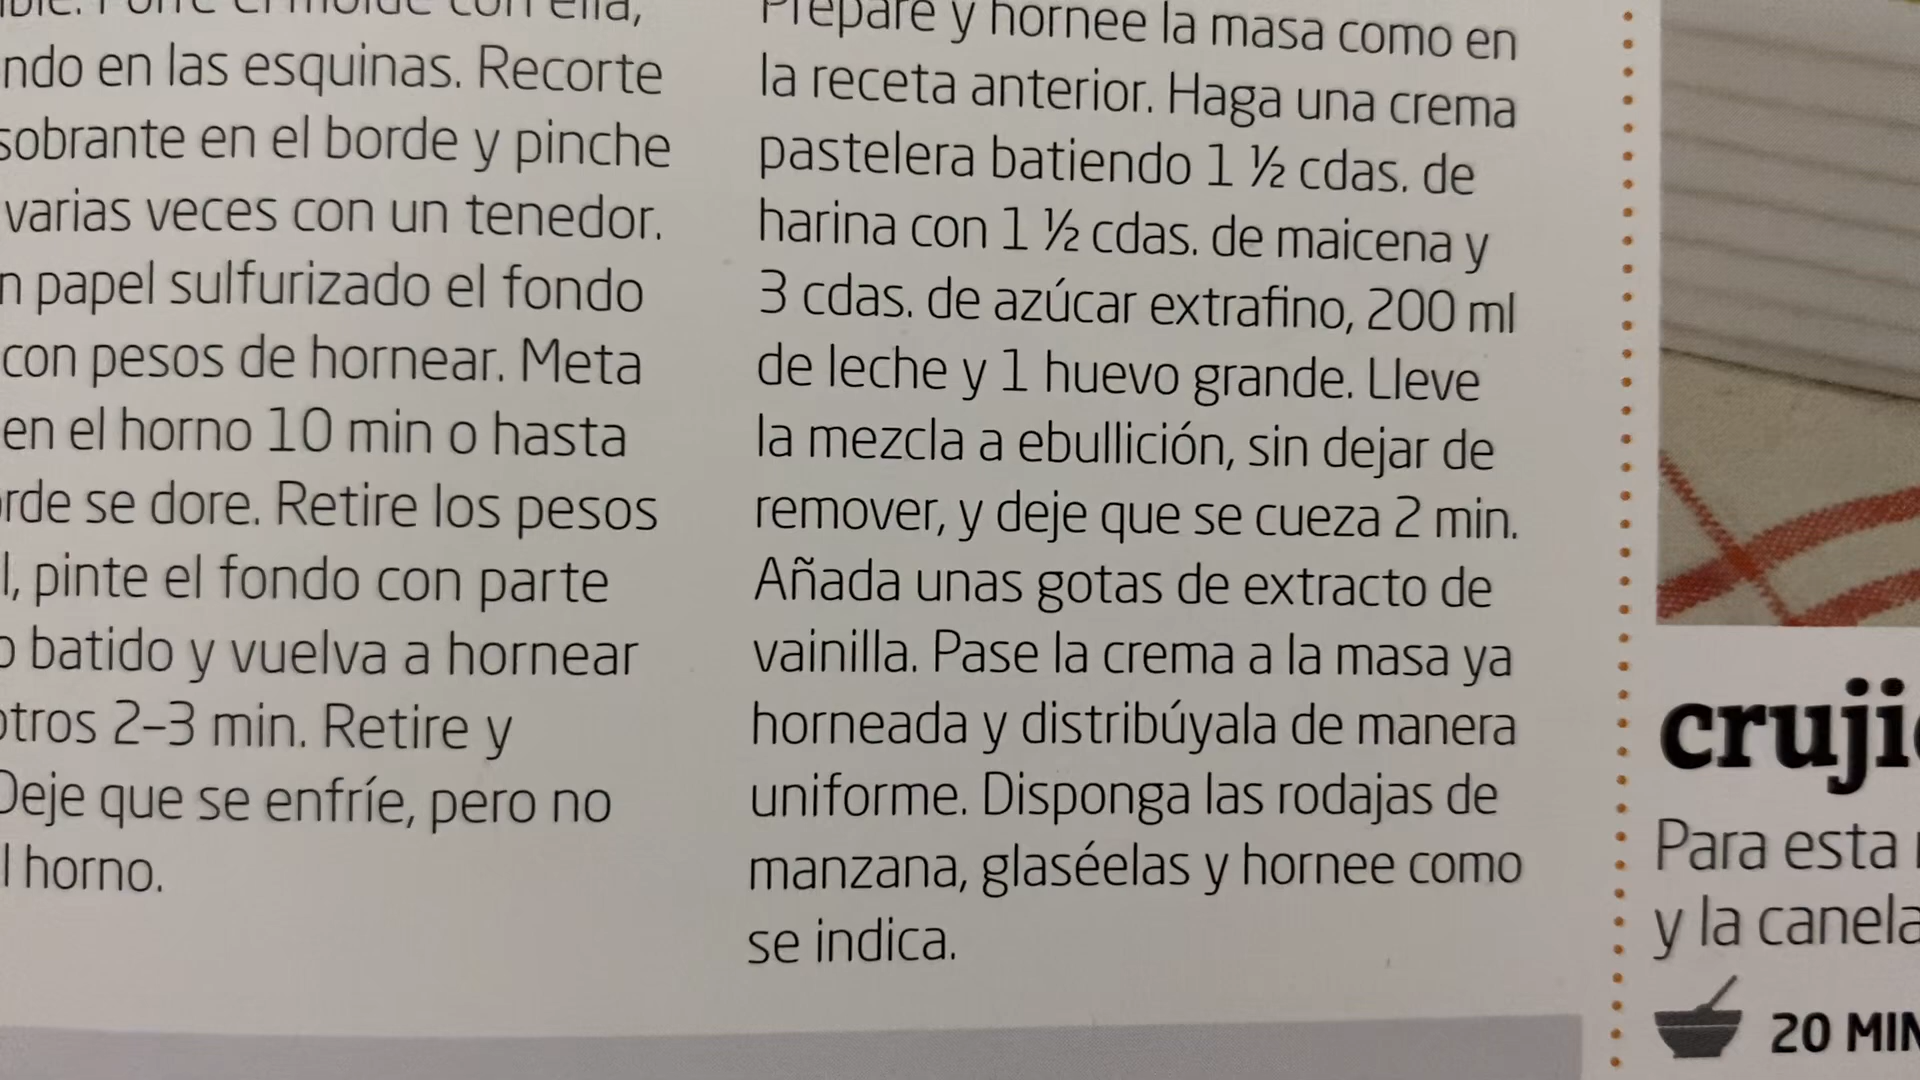 con ella,
en las esquinas. Recorte
sobrante en el borde y pinche
varias veces con un tenedor.
papel sulfurizado el fondo
con pesos de hornear. Meta
en el horno 10 min o hasta
se dore. Retire los pesos
pinte el fondo con parte
batido y vuelva a hornear
otros 2–3 min. Retire y
Deje que se enfríe, pero no
horno.
Prepare y hornee la masa como en
la receta anterior. Haga una crema
pastelera batiendo 1 ½ cdas. de
harina con 1 ½ cdas. de maicena y
3 cdas. de azúcar extrafino, 200 ml
de leche y 1 huevo grande. Lleve
la mezcla a ebullición, sin dejar de
remover, y deje que se cueza 2 min.
Añada unas gotas de extracto de
vainilla. Pase la crema a la masa ya
horneada y distribúyala de manera
uniforme. Disponga las rodajas de
manzana, glaséelas y hornee como
se indica.
Para esta
y la canela
20 MIN